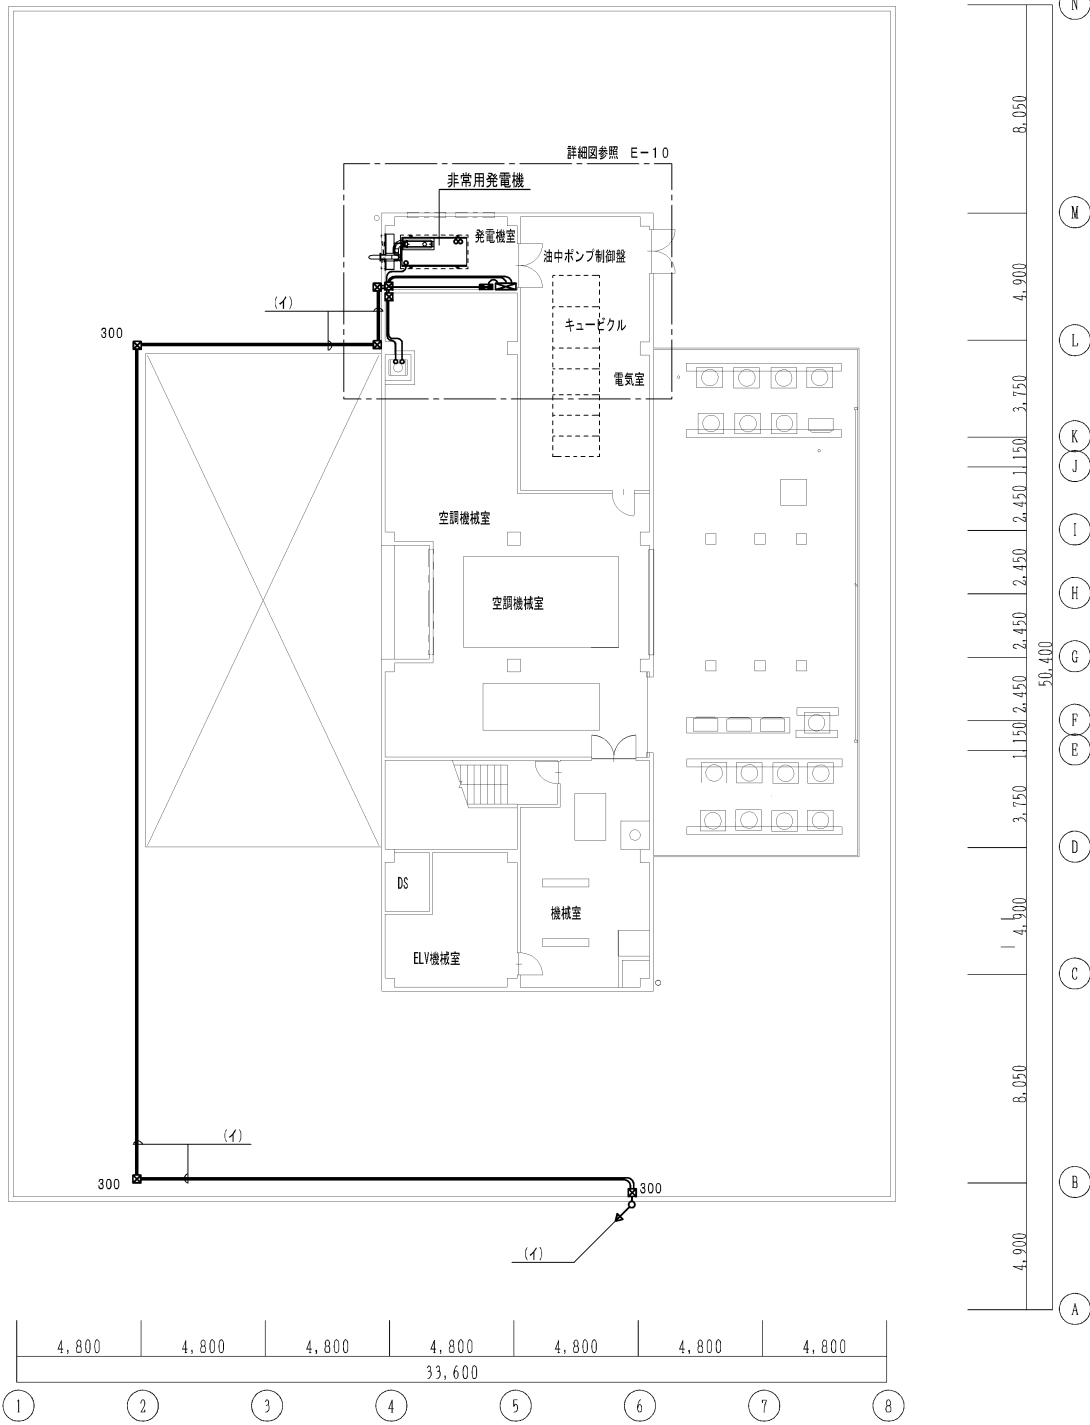 N
8,050
詳細図参照 E-10
非常用発電機
M
発電機室
油中ポンプ制御盤
4,900
(イ)
300
キュービクル
L
電気室
3,750
K
1,150
J
2,450
空調機械室
I
2,450
H
空調機械室
2,450
50,400
G
2,450
F
1,150
E
3,750
D
DS
機械室
4,900
ELV機械室
C
8,050
(イ)
300
300
B
(イ)
4,900
A
4,800 4,800 4,800 4,800 4,800 4,800 4,800
33,600
1 2 3 4 5 6 7 8